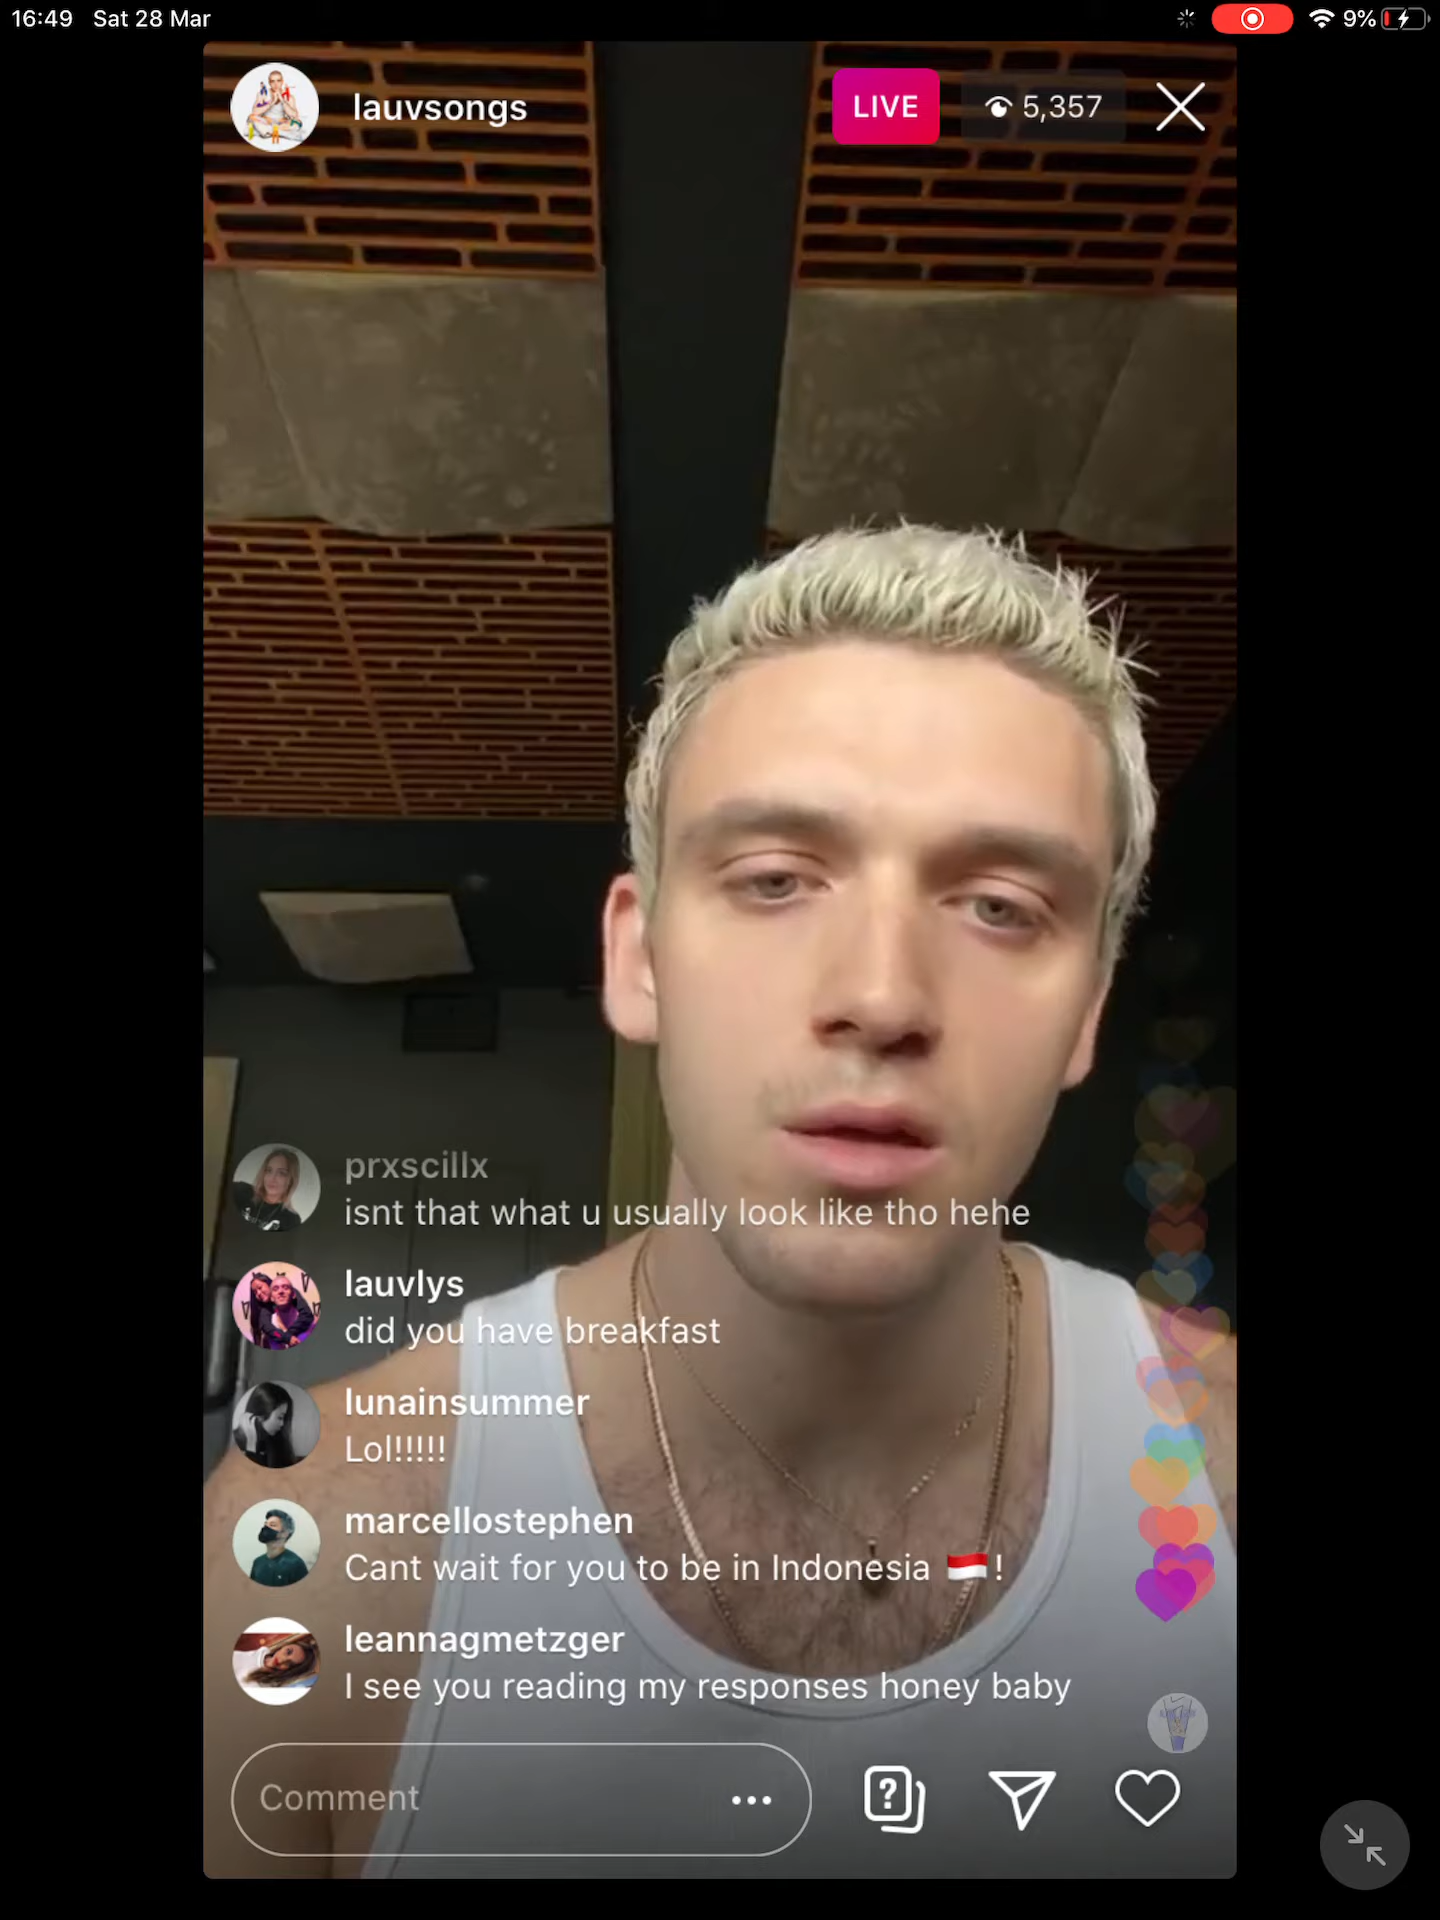 16:49 Sat 28 Mar 9%
lauvsongs LIVE 5,357
prxscillx
isnt that what u usually look like tho hehe
lauvlys
did you have breakfast
lunainsummer
Lol!!!!!
marcellostephen
Cant wait for you to be in Indonesia 🇮🇩!
leannagmetzger
I see you reading my responses honey baby
Comment